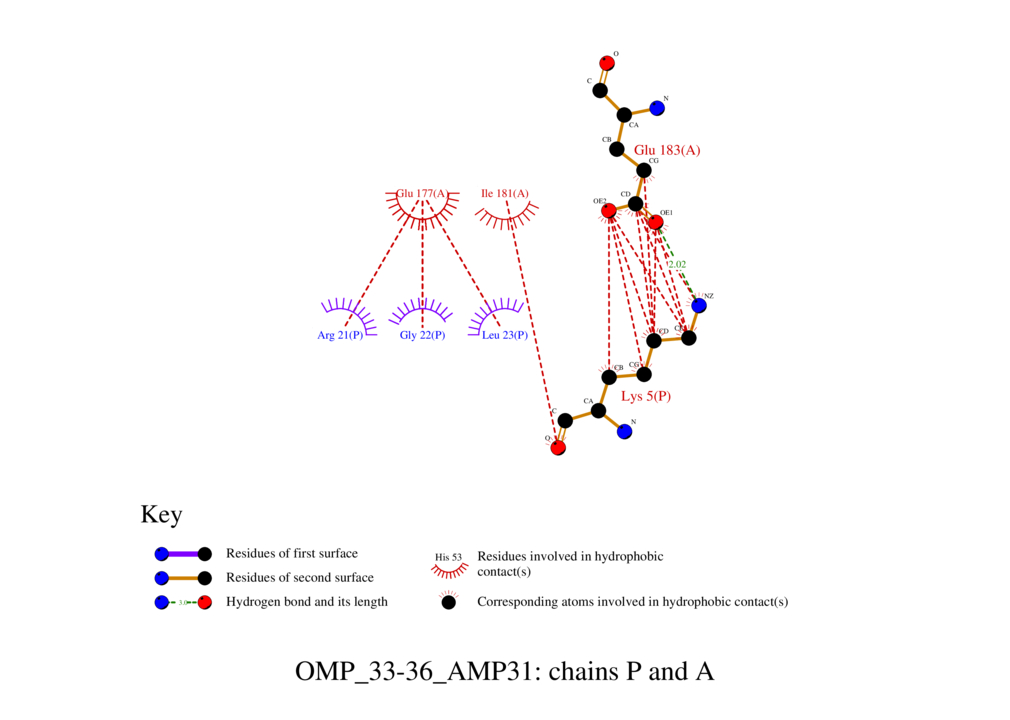 O
C
N
CA
CB
Glu 183(A)
CG
Glu 177(A)
Ile 181(A)
CD
OE2
OE1
2.02
NZ
Arg 21(P)
Gly 22(P)
Leu 23(P)
CD
CB
CG
Lys 5(P)
CA
C
N
O
Key
Residues of first surface
Residues of second surface
3.0
Hydrogen bond and its length
His 53
Residues involved in hydrophobic
contact(s)
Corresponding atoms involved in hydrophobic contact(s)
OMP_33-36_AMP31: chains P and A